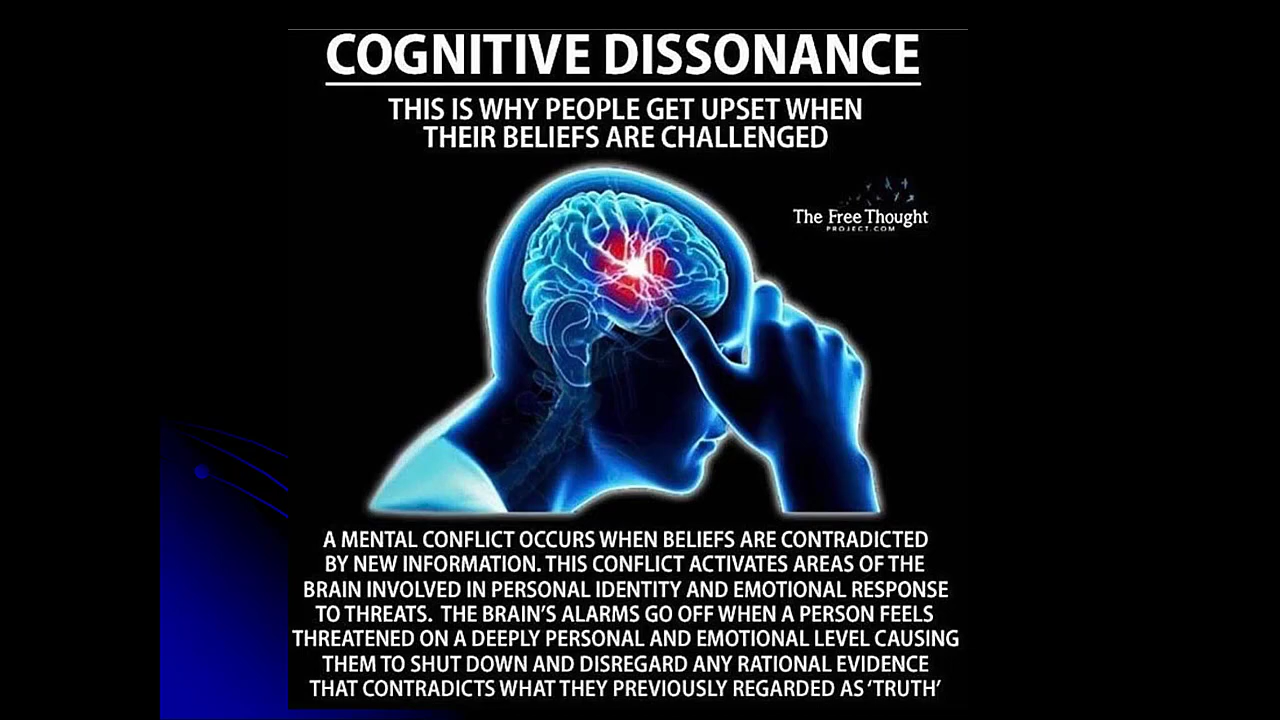 COGNITIVE DISSONANCE
THIS IS WHY PEOPLE GET UPSET WHEN
THEIR BELIEFS ARE CHALLENGED
The Free Thought
PROJECT.COM
A MENTAL CONFLICT OCCURS WHEN BELIEFS ARE CONTRADICTED
BY NEW INFORMATION. THIS CONFLICT ACTIVATES AREAS OF THE
BRAIN INVOLVED IN PERSONAL IDENTITY AND EMOTIONAL RESPONSE
TO THREATS. THE BRAIN'S ALARMS GO OFF WHEN A PERSON FEELS
THREATENED ON A DEEPLY PERSONAL AND EMOTIONAL LEVEL CAUSING
THEM TO SHUT DOWN AND DISREGARD ANY RATIONAL EVIDENCE
THAT CONTRADICTS WHAT THEY PREVIOUSLY REGARDED AS 'TRUTH'